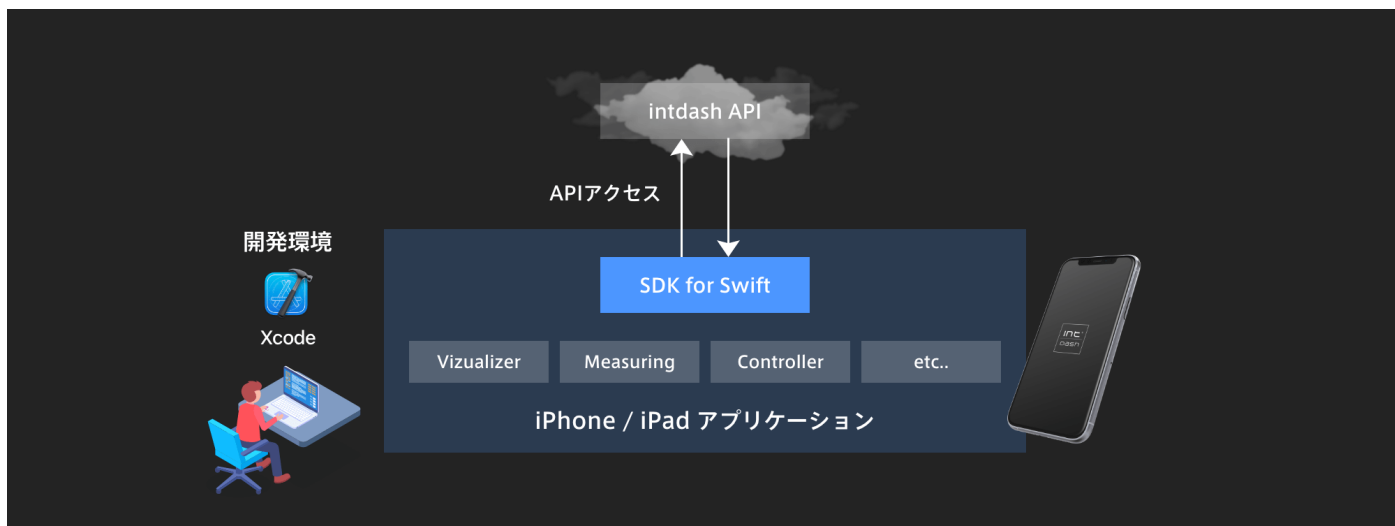 intdash API
APIアクセス
開発環境
Xcode
SDK for Swift
Vizualizer
Measuring
Controller
etc..
iPhone / iPad アプリケーション
INT
DASH